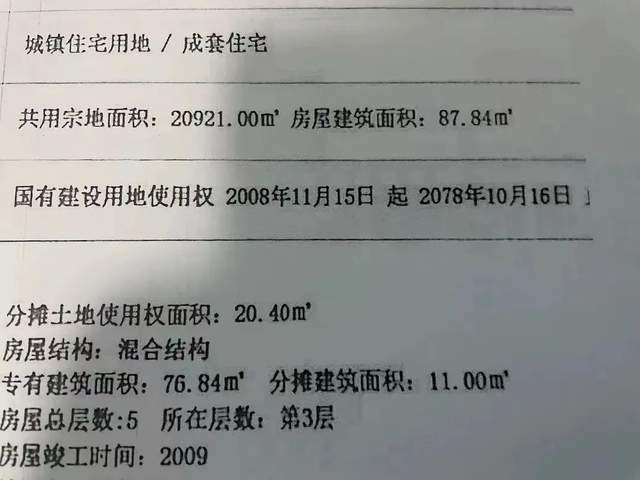 城镇住宅用地 / 成套住宅
共用宗地面积：20921.00㎡ 房屋建筑面积：87.84㎡
国有建设用地使用权 2008年11月15日 起 2078年10月16日
分摊土地使用权面积：20.40㎡
房屋结构：混合结构
专有建筑面积：76.84㎡ 分摊建筑面积：11.00㎡
房屋总层数:5 所在层数：第3层
房屋竣工时间：2009